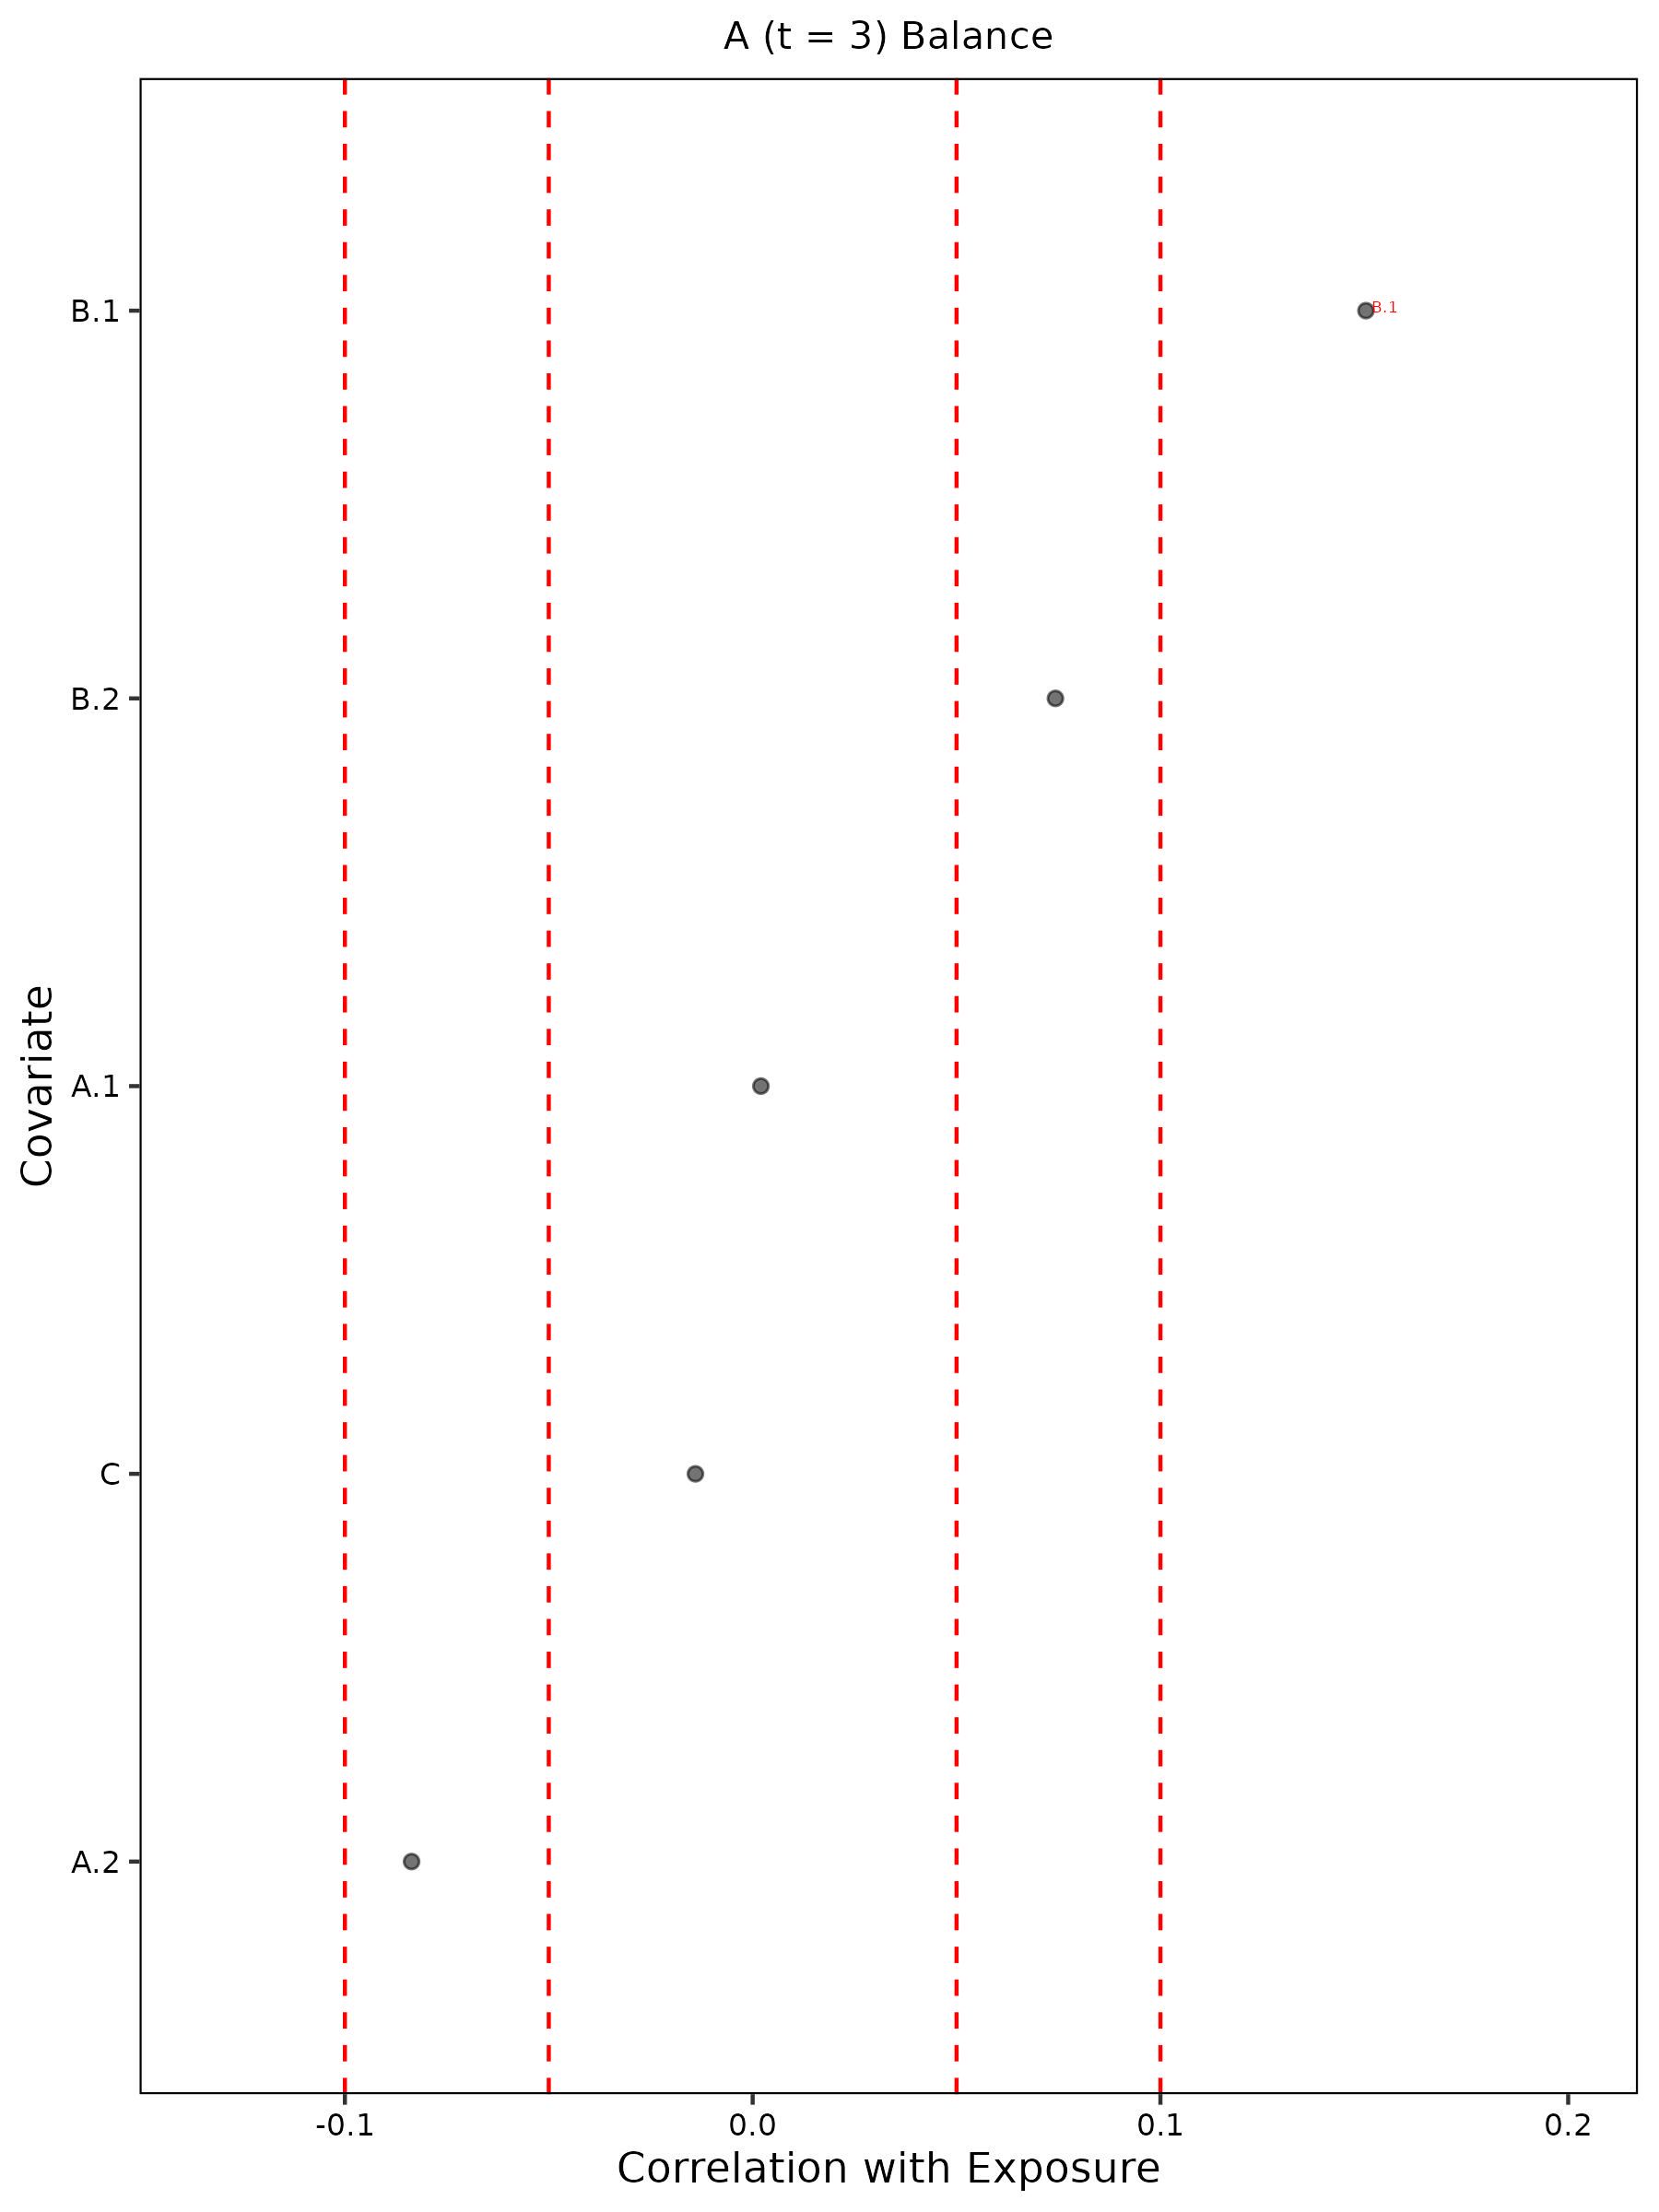 A (t = 3) Balance
B.1
B.1
B.2
A.1
C
A.2
Covariate
-0.1
0.0
0.1
0.2
Correlation with Exposure